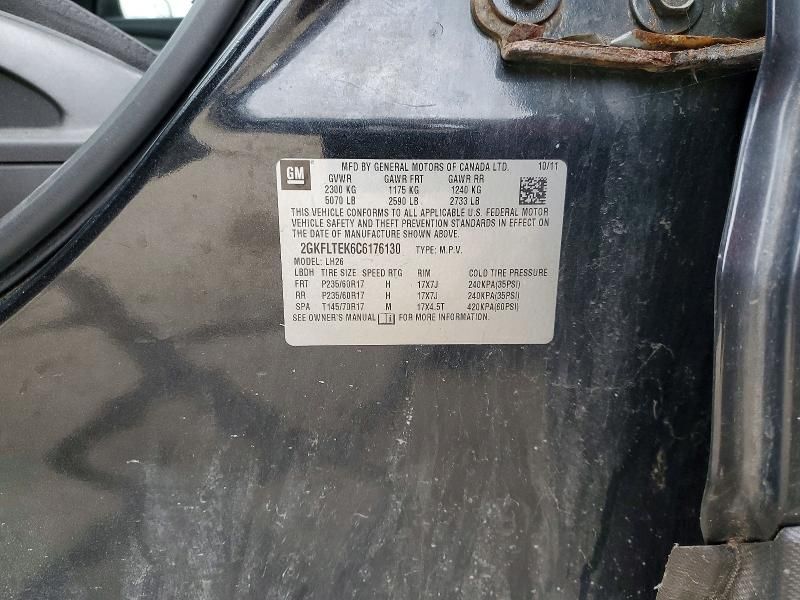 GM
MFD BY GENERAL MOTORS OF CANADA LTD. 10/11
GVWR GAWR FRT GAWR RR
2300 KG 1175 KG 1240 KG
5070 LB 2590 LB 2733 LB
THIS VEHICLE CONFORMS TO ALL APPLICABLE U.S. FEDERAL MOTOR
VEHICLE SAFETY AND THEFT PREVENTION STANDARDS IN EFFECT ON
THE DATE OF MANUFACTURE SHOWN ABOVE.
2GKFLTEK6C6176130 TYPE: M.P.V.
MODEL: LH26
LBDH TIRE SIZE SPEED RTG RIM COLD TIRE PRESSURE
FRT P235/60R17 H 17X7J 240KPA(35PSI)
RR P235/60R17 H 17X7J 240KPA(35PSI)
SPA T145/70R17 M 17X4.5T 420KPA(60PSI)
SEE OWNER'S MANUAL i FOR MORE INFORMATION.